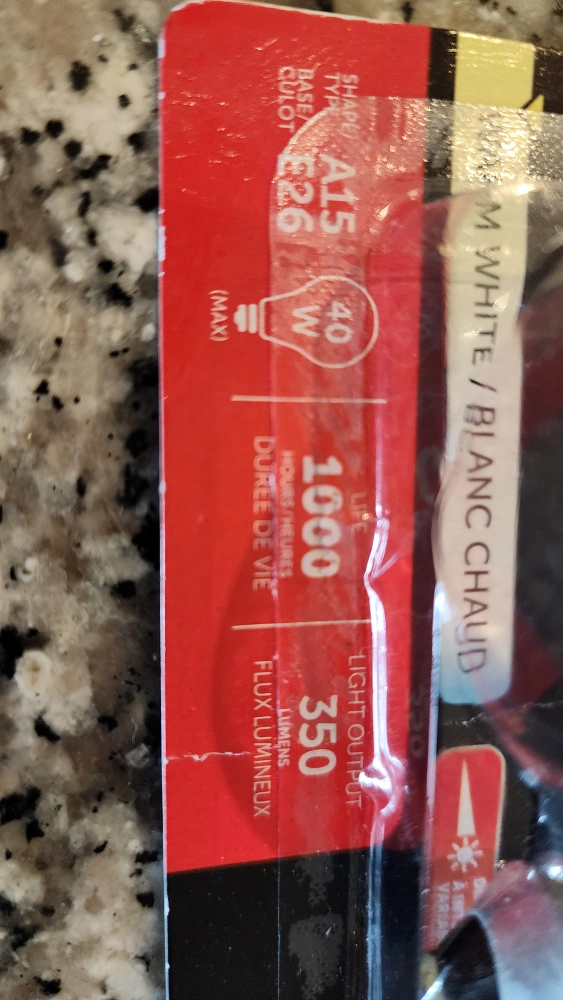 SHAPE/
TYPE
A15
BASE/
CULOT
E26
40
W
(MAX)
LIFE
1000
HOURS/HEURES
DURÉE DE VIE
LIGHT OUTPUT
350
LUMENS
FLUX LUMINEUX
WARM WHITE / BLANC CHAUD